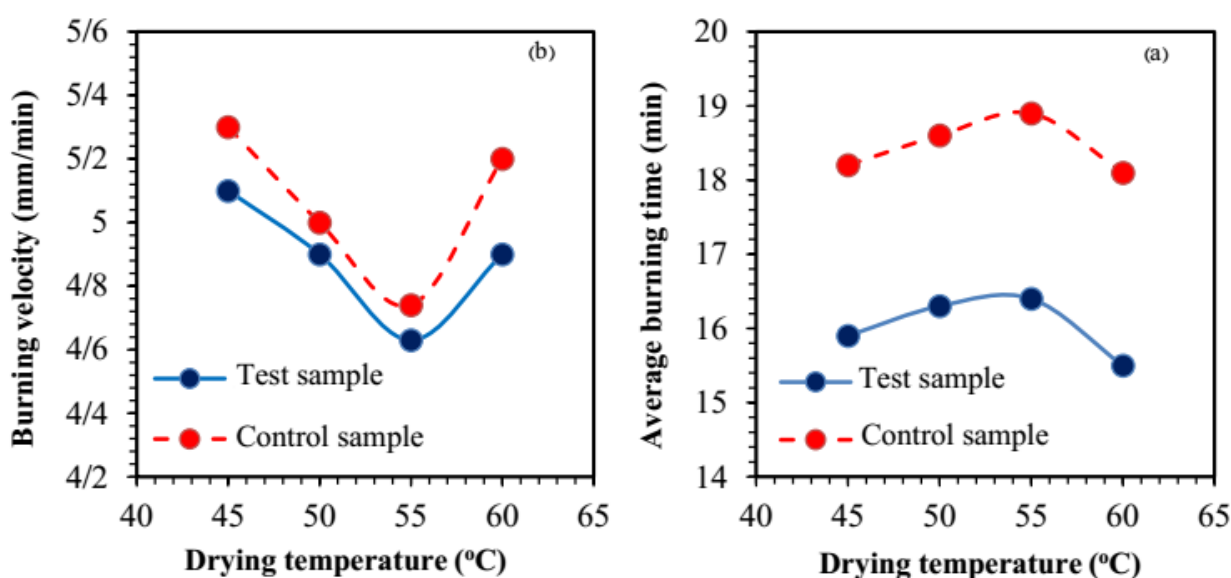 (b)
Burning velocity (mm/min)
5/6
5/4
5/2
5
4/8
4/6
4/4
4/2
Test sample
Control sample
40 45 50 55 60 65
Drying temperature (°C)
(a)
Average burning time (min)
20
19
18
17
16
15
14
Test sample
Control sample
40 45 50 55 60 65
Drying temperature (°C)